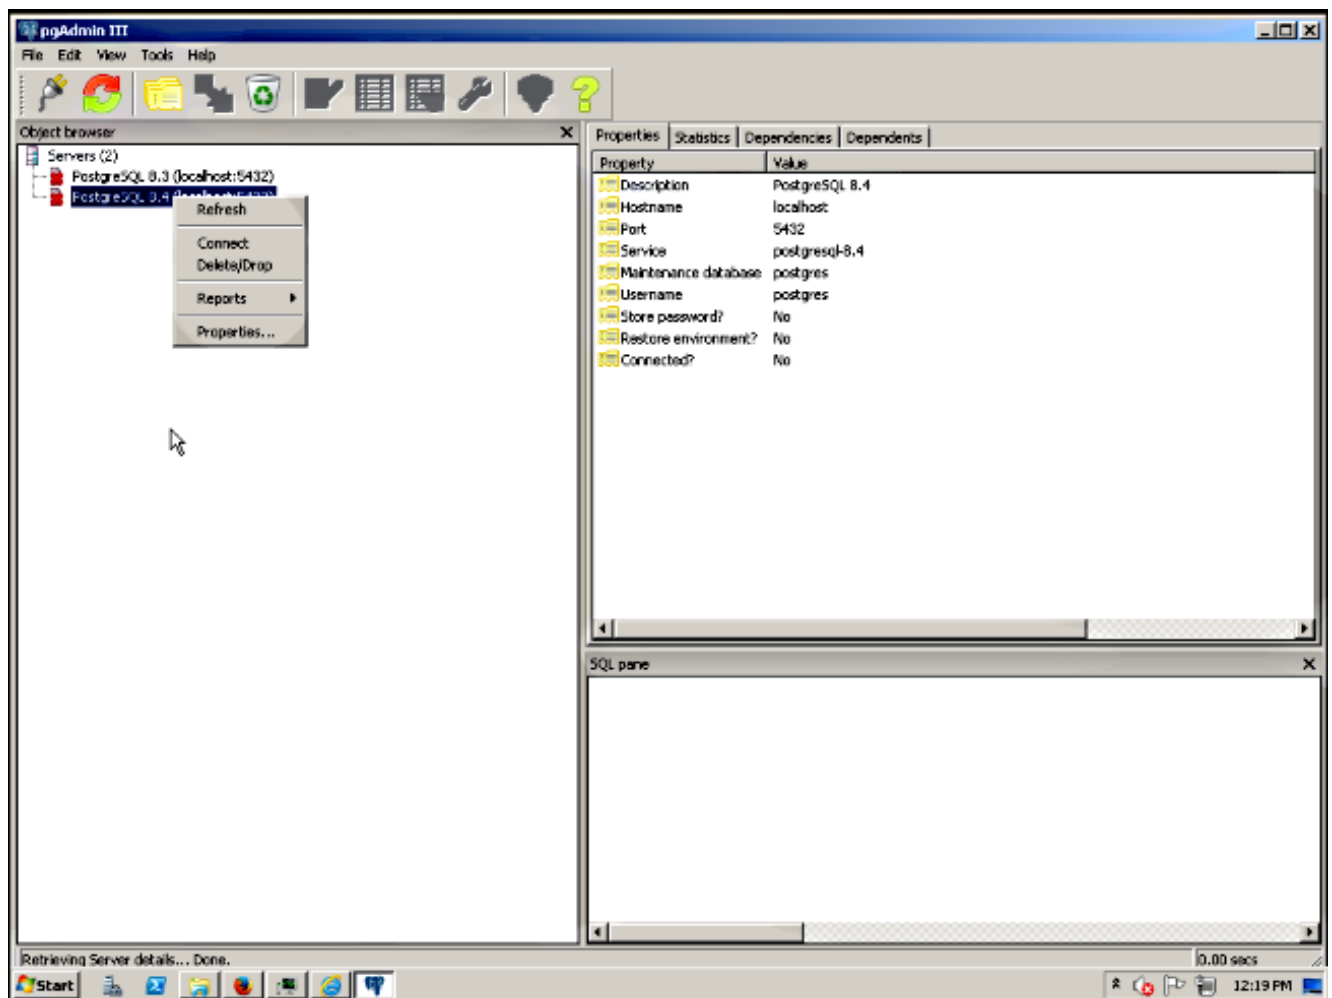 pgAdmin III
File Edit View Tools Help
Object browser
Servers (2)
PostgreSQL 8.3 (localhost:5432)
PostgreSQL 8.4 (localhost:5432)
Refresh
Connect
Delete/Drop
Reports
Properties...
Properties Statistics Dependencies Dependents
Property Value
Description PostgreSQL 8.4
Hostname localhost
Port 5432
Service postgresql-8.4
Maintenance database postgres
Username postgres
Store password? No
Restore environment? No
Connected? No
SQL pane
Retrieving Server details... Done.
0.00 secs
Start
12:19 PM